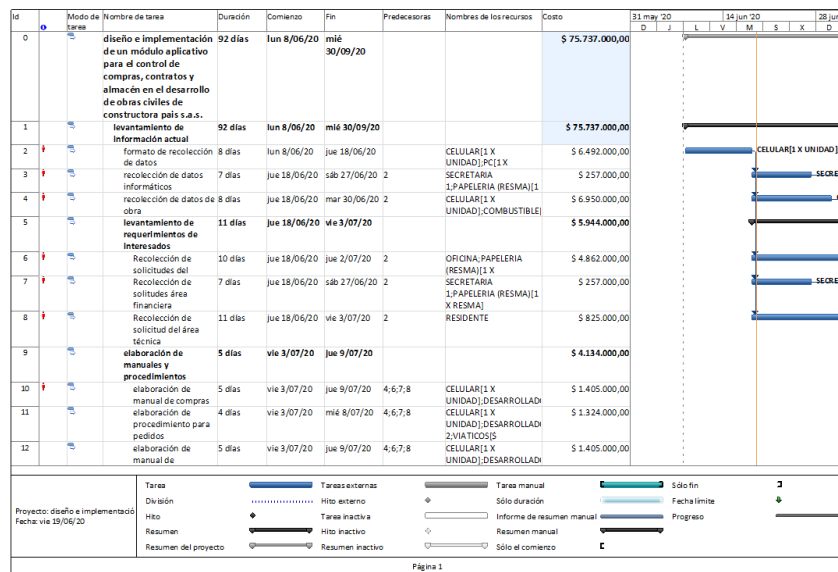 Id Modo de tarea Nombre de tarea Duración Comienzo Fin Predecesoras Nombres de los recursos Costo 31 may '20 14 jun '20 28 jun
D J L V M S X D
0 diseño e implementación 92 días lun 8/06/20 mié $ 75.737.000,00
de un módulo aplicativo 30/09/20
para el control de
compras, contratos y
almacén en el desarrollo
de obras civiles de
constructora pais s.a.s.
1 levantamiento de 92 días lun 8/06/20 mié 30/09/20 $ 75.737.000,00
información actual
2 formato de recolección 8 días lun 8/06/20 jue 18/06/20 CELULAR[1 X $ 6.492.000,00 CELULAR[1 X UNIDAD]
de datos UNIDAD];PC[1X
3 recolección de datos 7 días jue 18/06/20 sáb 27/06/20 2 SECRETARIA $ 257.000,00 SECRE
informáticos 1;PAPELERIA (RESMA)[1
4 recolección de datos de 8 días jue 18/06/20 mar 30/06/20 2 CELULAR[1 X $ 6.950.000,00
obra UNIDAD];COMBUSTIBLE[
5 levantamiento de 11 días jue 18/06/20 vie 3/07/20 $ 5.944.000,00
requerimientos de
interesados
6 Recolección de 10 días jue 18/06/20 jue 2/07/20 2 OFICINA;PAPELERIA $ 4.862.000,00
solicitudes del (RESMA)[1 X
7 Recolección de 7 días jue 18/06/20 sáb 27/06/20 2 SECRETARIA $ 257.000,00 SECRE
solitudes área 1;PAPELERIA (RESMA)[1
financiera X RESMA]
8 Recolección de 11 días jue 18/06/20 vie 3/07/20 2 RESIDENTE $ 825.000,00
solicitud del área
técnica
9 elaboración de 5 días vie 3/07/20 jue 9/07/20 $ 4.134.000,00
manuales y
procedimientos
10 elaboración de 5 días vie 3/07/20 jue 9/07/20 4;6;7;8 CELULAR[1 X $ 1.405.000,00
manual de compras UNIDAD];DESARROLLAD
11 elaboración de 4 días vie 3/07/20 mié 8/07/20 4;6;7;8 CELULAR[1 X $ 1.324.000,00
procedimiento para UNIDAD];DESARROLLAD
pedidos 2;VIATICOS[$
12 elaboración de 5 días vie 3/07/20 jue 9/07/20 4;6;7;8 CELULAR[1 X $ 1.405.000,00
manual de UNIDAD];DESARROLLAD
Proyecto: diseño e implementació
Fecha: vie 19/06/20
Tarea Tareas externas Tarea manual Sólo fin
División Hito externo Sólo duración Fecha límite
Hito Tarea inactiva Informe de resumen manual Progreso
Resumen Hito inactivo Resumen manual
Resumen del proyecto Resumen inactivo Sólo el comienzo
Página 1